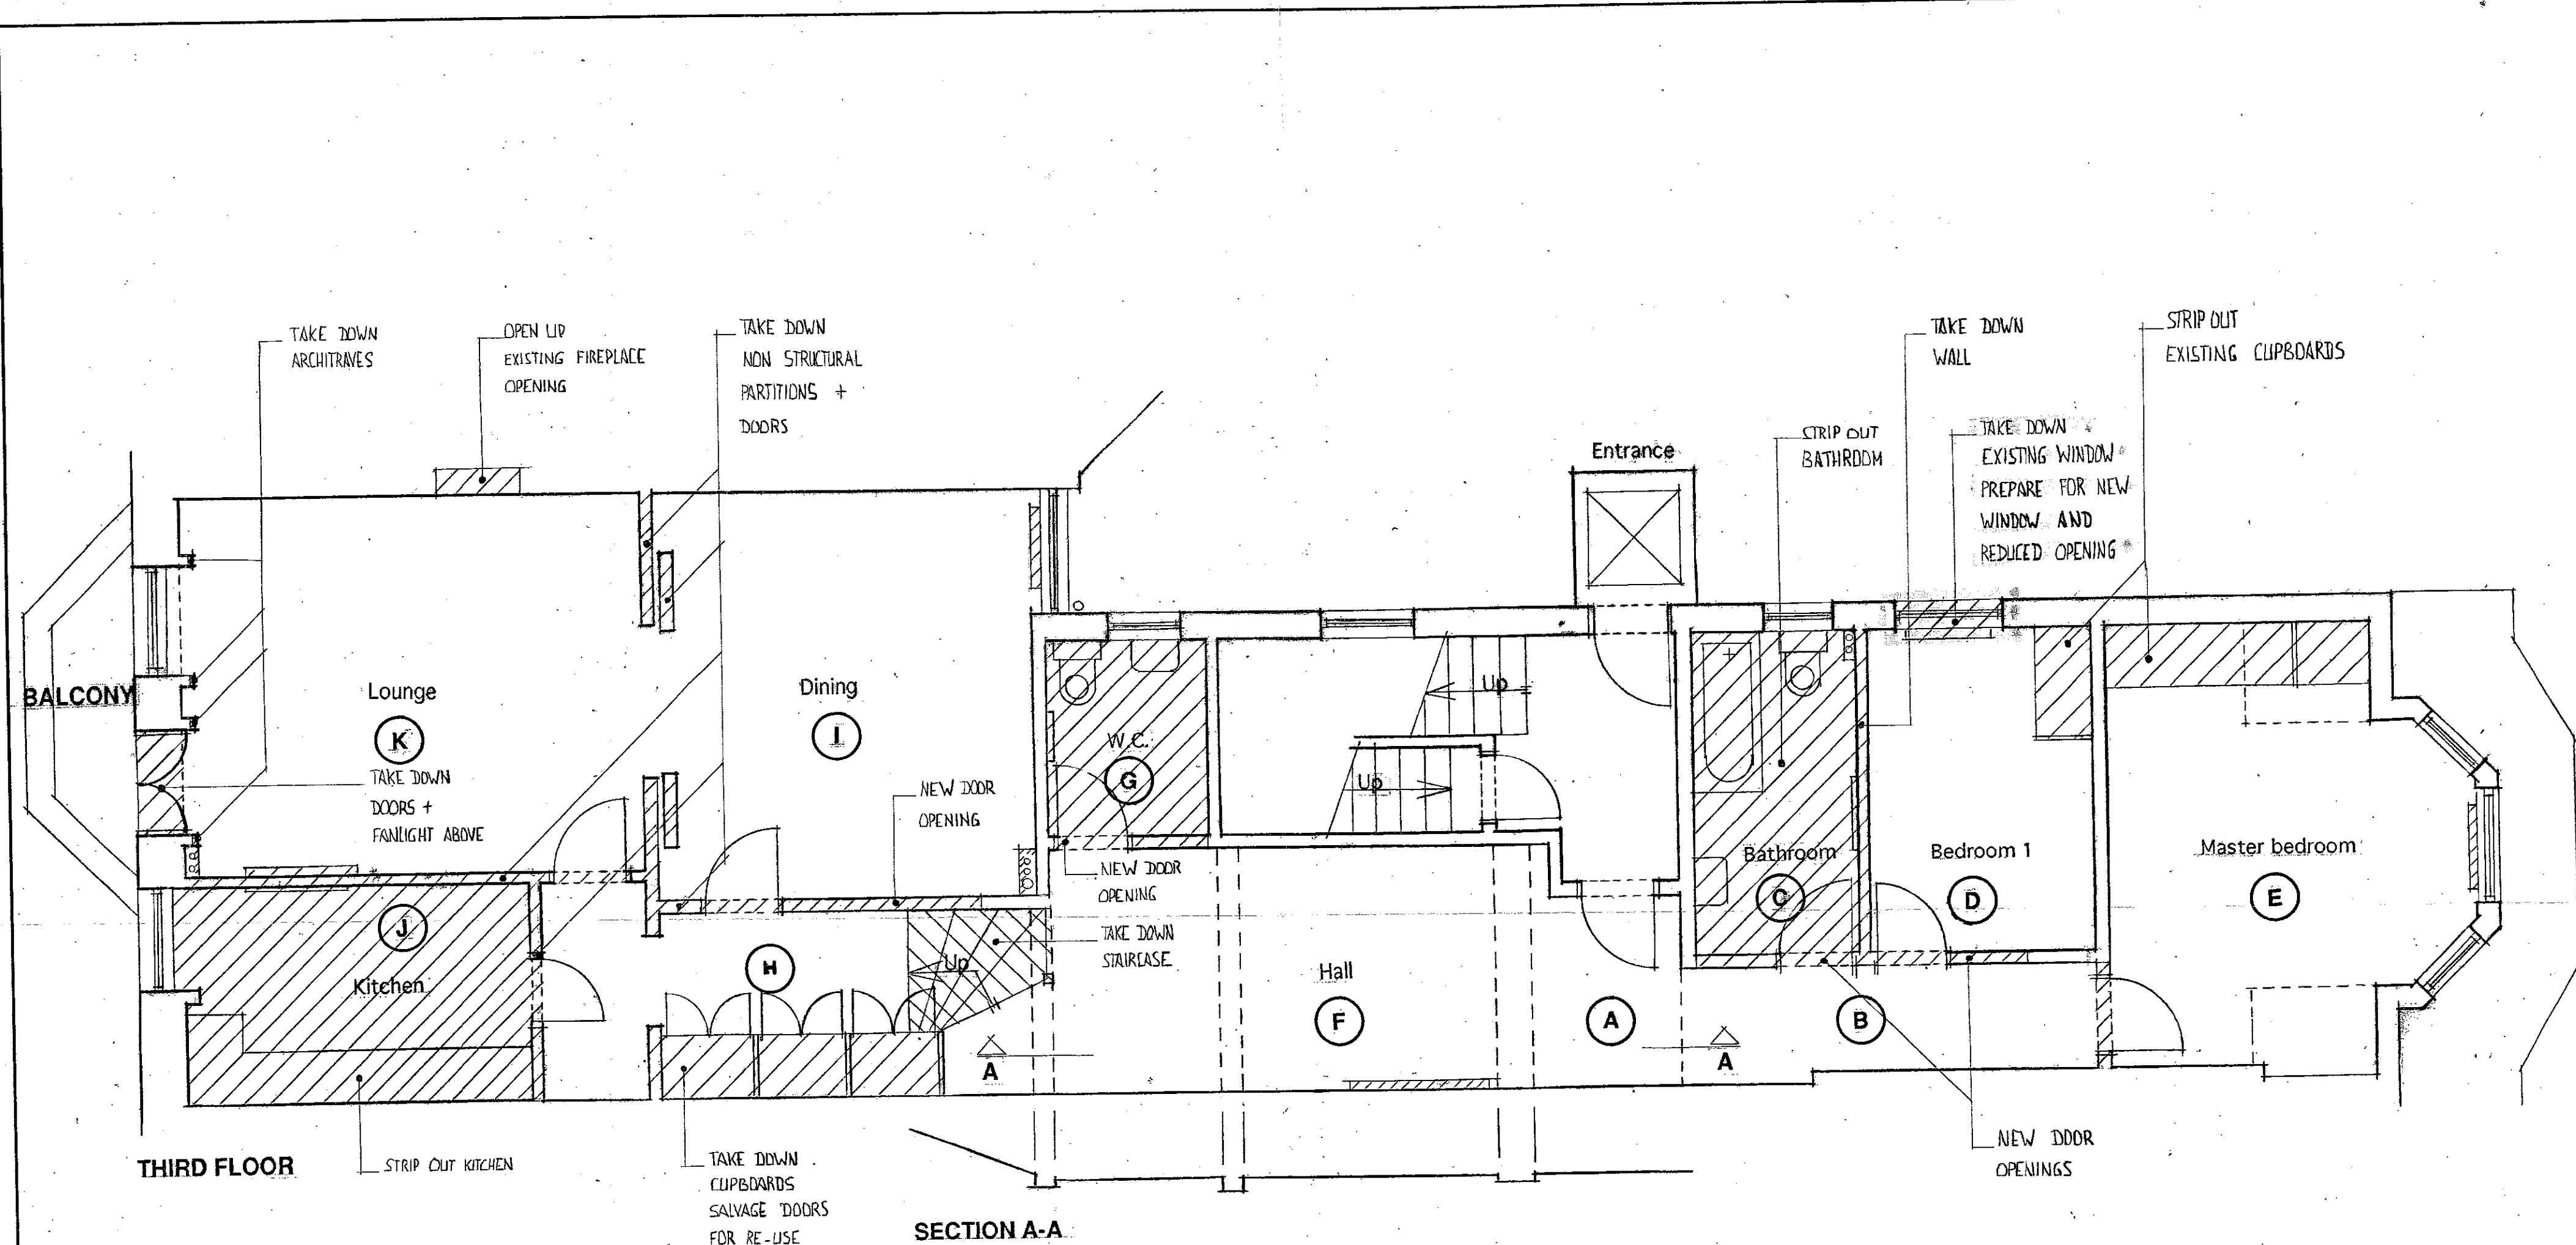 TAKE DOWN
ARCHITRAVES
OPEN UP
EXISTING FIREPLACE
OPENING
TAKE DOWN
NON STRUCTURAL
PARTITIONS +
DOORS
TAKE DOWN
WALL
STRIP OUT
EXISTING CUPBOARDS
Entrance
STRIP OUT
BATHROOM
TAKE DOWN
EXISTING WINDOW
PREPARE FOR NEW
WINDOW AND
REDUCED OPENING
BALCONY
Lounge
K
TAKE DOWN
DOORS +
FANLIGHT ABOVE
Dining
I
NEW DOOR
OPENING
W.C.
G
NEW DOOR
OPENING
Up
Up
Bathroom
C
Bedroom 1
D
Master bedroom
E
J
Kitchen
H
Up
TAKE DOWN
STAIRCASE
Hall
F
A
B
A
A
THIRD FLOOR
STRIP OUT KITCHEN
TAKE DOWN
CUPBOARDS
SALVAGE DOORS
FOR RE-USE
SECTION A-A
NEW DOOR
OPENINGS